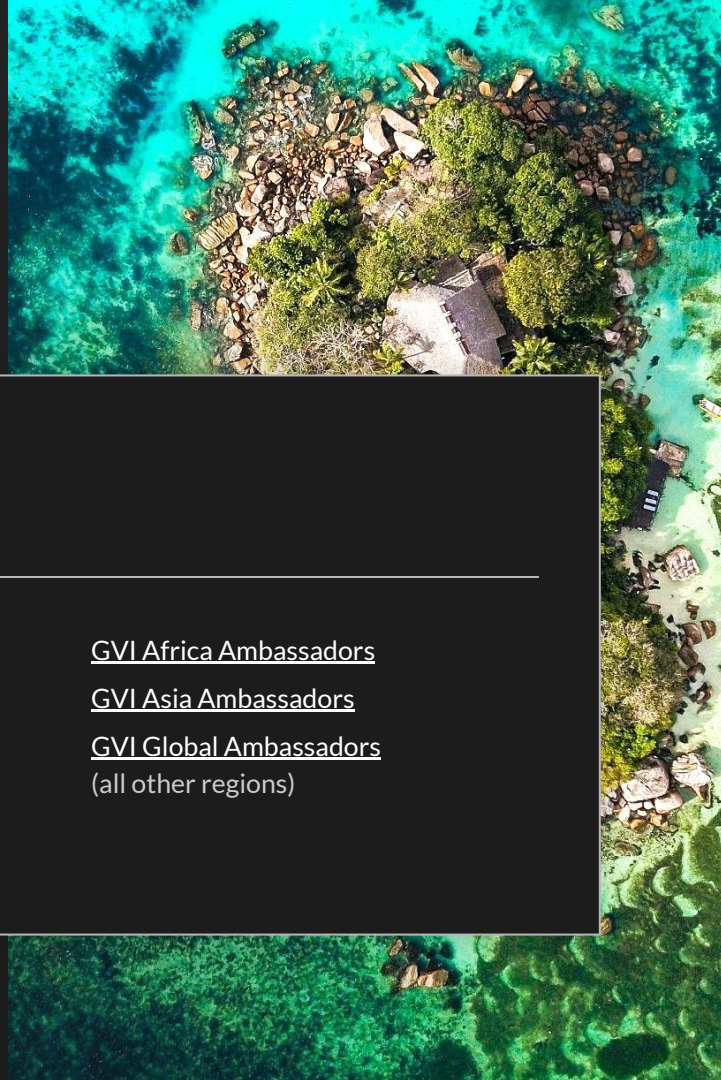 GVI Africa Ambassadors
GVI Asia Ambassadors
GVI Global Ambassadors
(all other regions)